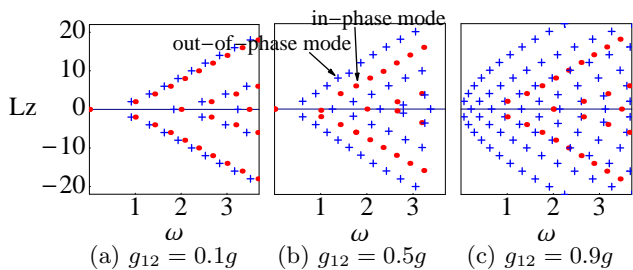 in−phase mode
out−of−phase mode
20
10
0
−10
−20
Lz
1 2 3
1 2 3
1 2 3
ω ω ω
(a) g12 = 0.1g (b) g12 = 0.5g (c) g12 = 0.9g